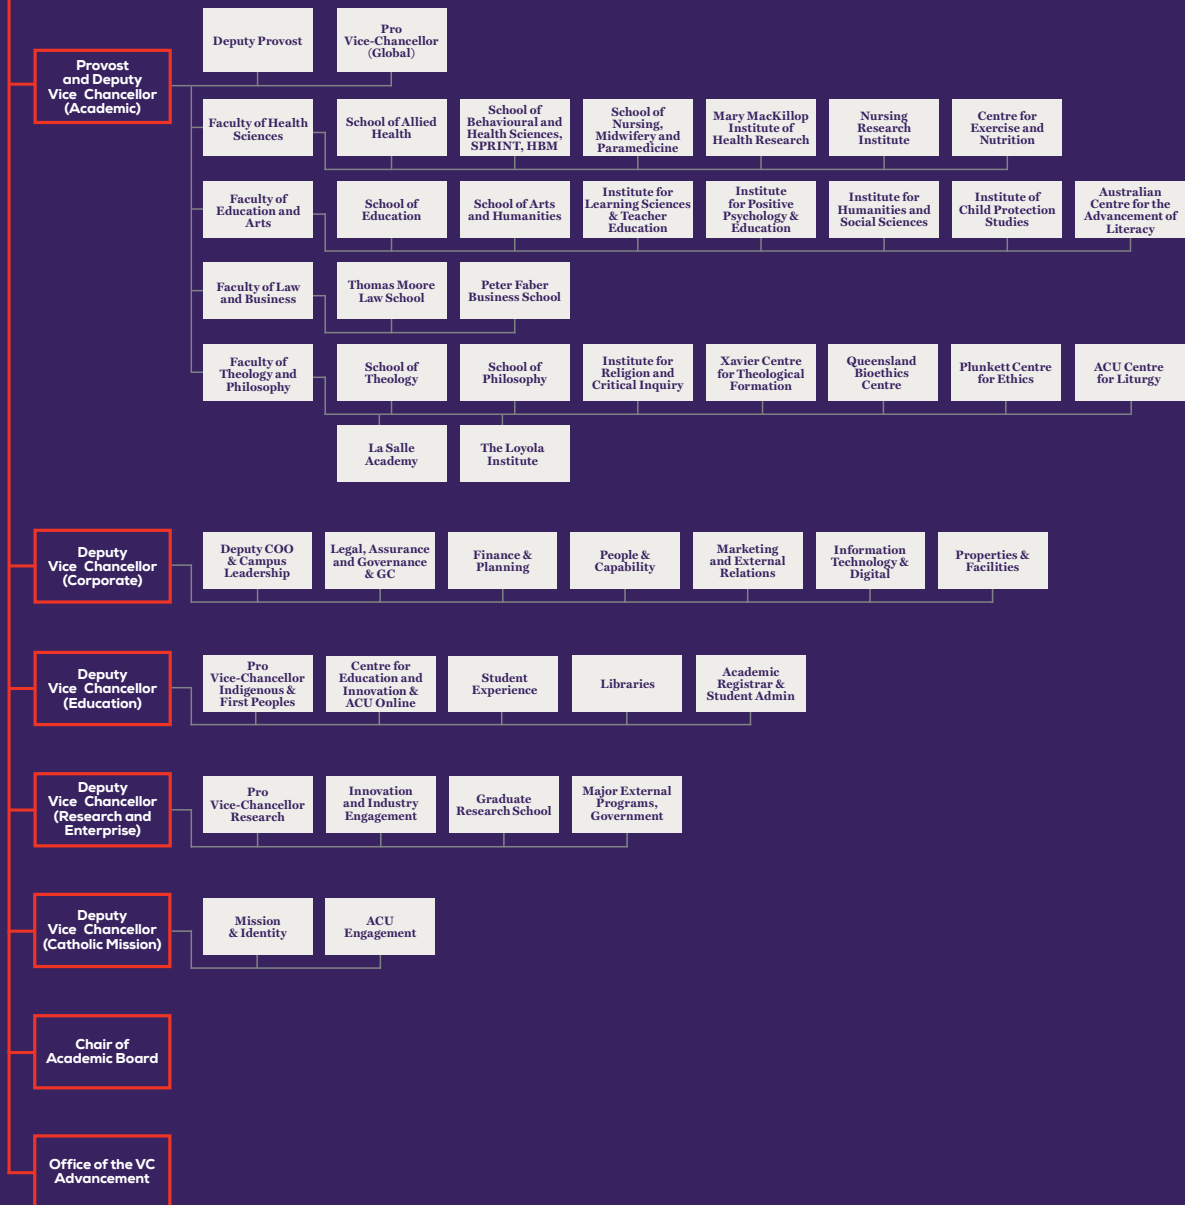 Deputy Provost
Pro
Vice-Chancellor
(Global)
Provost
and Deputy
Vice Chancellor
(Academic)
Faculty of Health
Sciences
School of Allied
Health
School of
Behavioural and
Health Sciences,
SPRINT, HBM
School of
Nursing,
Midwifery and
Paramedicine
Mary MacKillop
Institute of
Health Research
Nursing
Research
Institute
Centre for
Exercise and
Nutrition
Faculty of
Education and
Arts
School of
Education
School of Arts
and Humanities
Institute for
Learning Sciences
& Teacher
Education
Institute
for Positive
Psychology &
Education
Institute for
Humanities and
Social Sciences
Institute of
Child Protection
Studies
Australian
Centre for the
Advancement of
Literacy
Faculty of Law
and Business
Thomas Moore
Law School
Peter Faber
Business School
Faculty of
Theology and
Philosophy
School of
Theology
School of
Philosophy
Institute for
Religion and
Critical Inquiry
Xavier Centre
for Theological
Formation
Queensland
Bioethics
Centre
Plunkett Centre
for Ethics
ACU Centre
for Liturgy
La Salle
Academy
The Loyola
Institute
Deputy
Vice Chancellor
(Corporate)
Deputy COO
& Campus
Leadership
Legal, Assurance
and Governance
& GC
Finance &
Planning
People &
Capability
Marketing
and External
Relations
Information
Technology &
Digital
Properties &
Facilities
Deputy
Vice Chancellor
(Education)
Pro
Vice-Chancellor
Indigenous &
First Peoples
Centre for
Education and
Innovation &
ACU Online
Student
Experience
Libraries
Academic
Registrar &
Student Admin
Deputy
Vice Chancellor
(Research and
Enterprise)
Pro
Vice-Chancellor
Research
Innovation
and Industry
Engagement
Graduate
Research School
Major External
Programs,
Government
Deputy
Vice Chancellor
(Catholic Mission)
Mission
& Identity
ACU
Engagement
Chair of
Academic Board
Office of the VC
Advancement